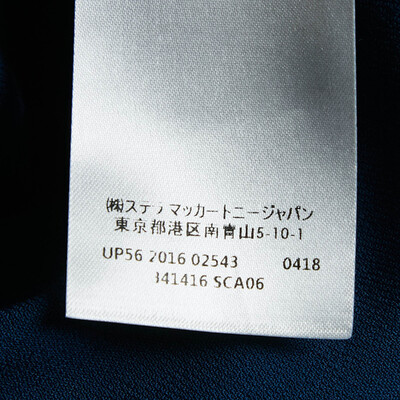 (株)ステラ マッカートニージャパン
東京都港区南青山5-10-1
UP56 2016 02543 0418
341416 SCA06